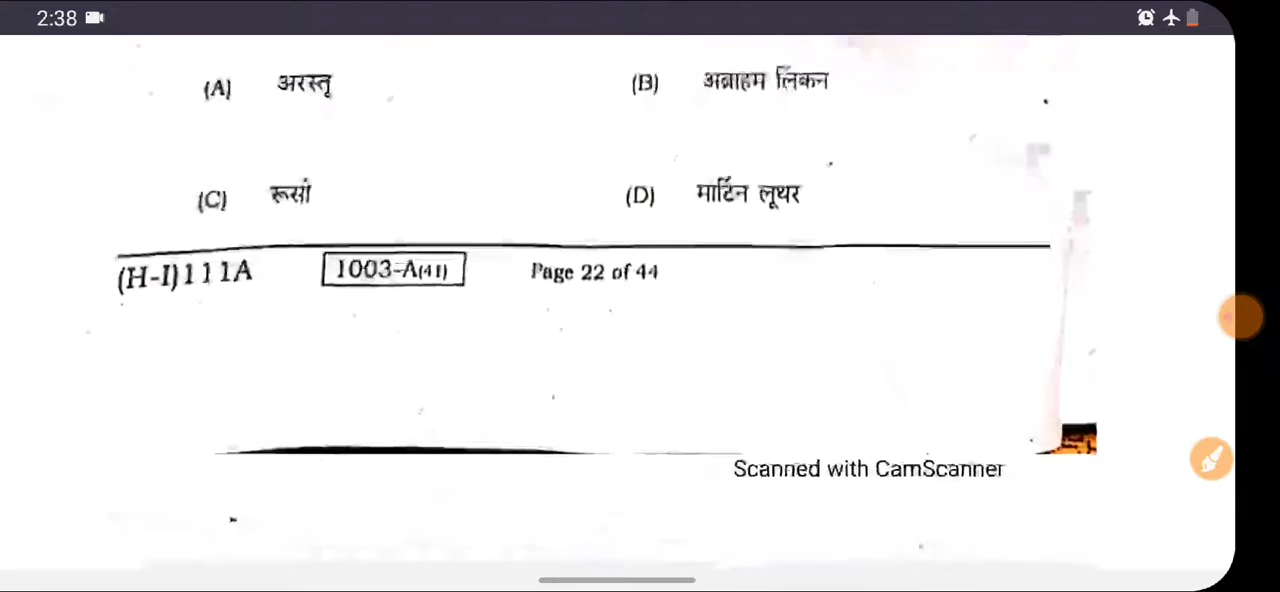 2:38
(A) अरस्तू (B) अब्राहम लिंकन
(C) रूसो (D) मार्टिन लूथर
(H-I)111A 1003-A(41) Page 22 of 44
Scanned with CamScanner